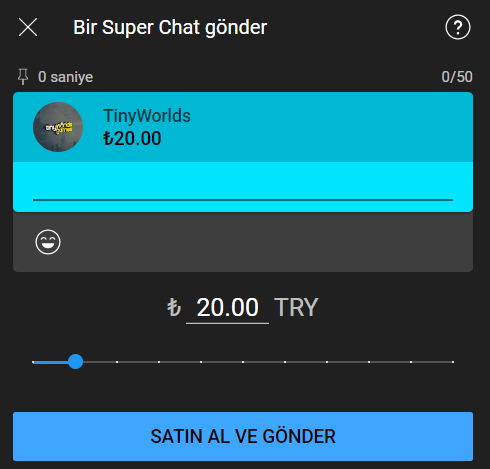 Bir Super Chat gönder
0 saniye
0/50
TinyWorlds
₺20.00
₺ 20.00 TRY
SATIN AL VE GÖNDER